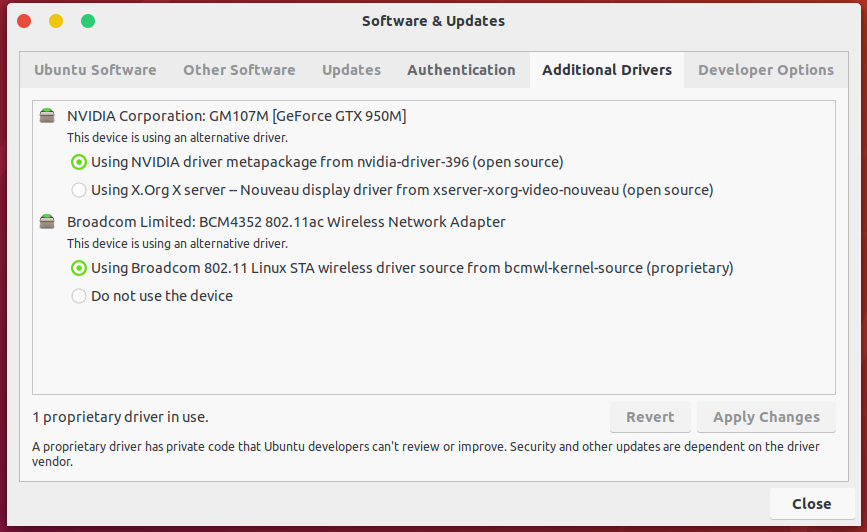 Software & Updates
Ubuntu Software
Other Software
Updates
Authentication
Additional Drivers
Developer Options
NVIDIA Corporation: GM107M [GeForce GTX 950M]
This device is using an alternative driver.
Using NVIDIA driver metapackage from nvidia-driver-396 (open source)
Using X.Org X server -- Nouveau display driver from xserver-xorg-video-nouveau (open source)
Broadcom Limited: BCM4352 802.11ac Wireless Network Adapter
This device is using an alternative driver.
Using Broadcom 802.11 Linux STA wireless driver source from bcmwl-kernel-source (proprietary)
Do not use the device
1 proprietary driver in use.
Revert
Apply Changes
A proprietary driver has private code that Ubuntu developers can't review or improve. Security and other updates are dependent on the driver
vendor.
Close